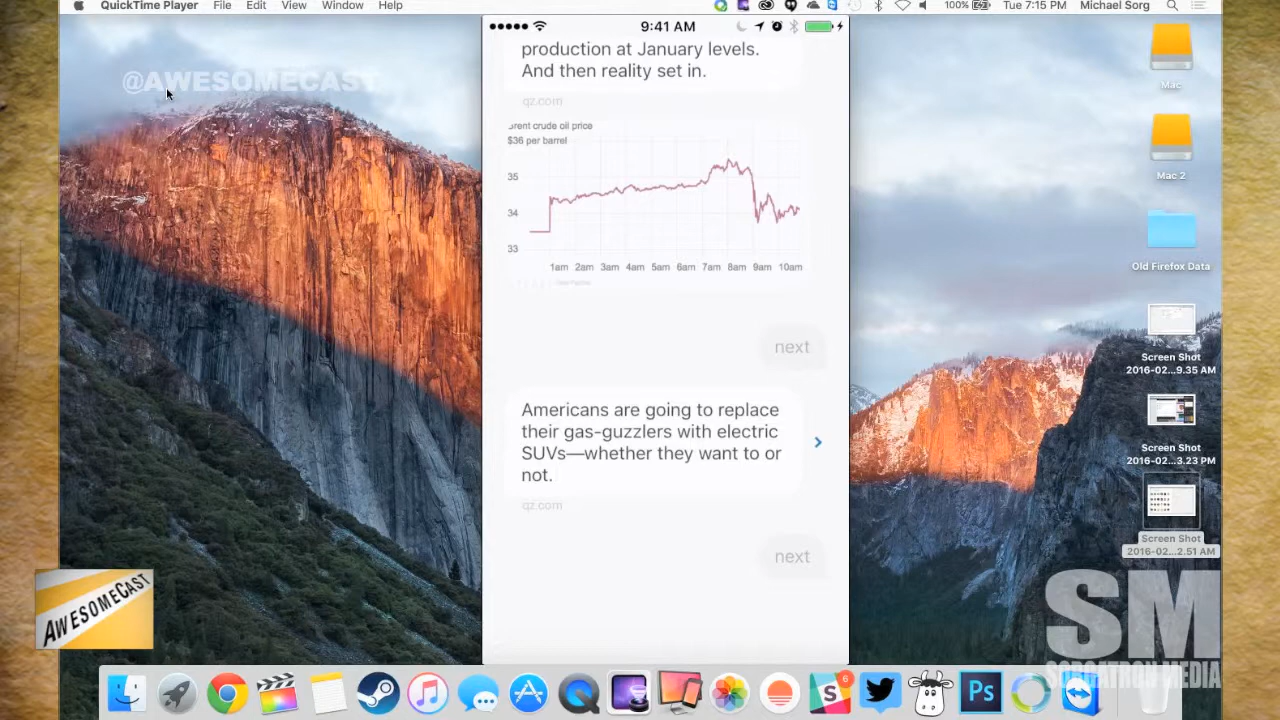 QuickTime Player File Edit View Window Help
100% Tue 7:15 PM Michael Sorg
9:41 AM
@AWESOMECAST
production at January levels.
And then reality set in.
qz.com
Brent crude oil price
$36 per barrel
35
34
33
1am 2am 3am 4am 5am 6am 7am 8am 9am 10am
next
Americans are going to replace
their gas-guzzlers with electric
SUVs—whether they want to or
not.
qz.com
next
Mac
Mac 2
Old Firefox Data
Screen Shot
2016-02...9.35 AM
Screen Shot
2016-02...3.23 PM
Screen Shot
2016-02...2.51 AM
AWESOMECAST
SM
SORGATRON MEDIA
6
S
Ps